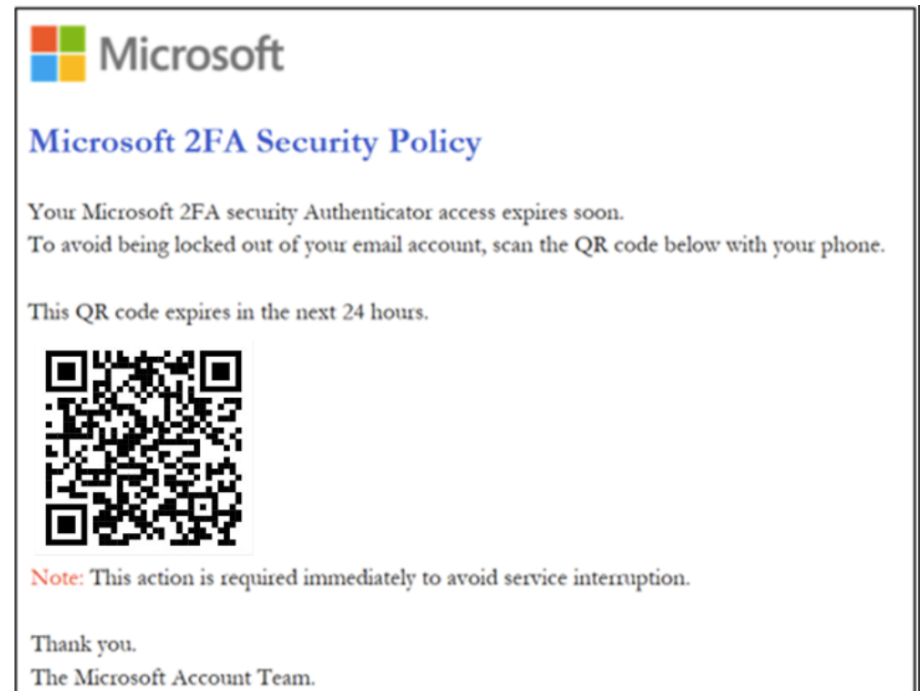 Microsoft
Microsoft 2FA Security Policy
Your Microsoft 2FA security Authenticator access expires soon.
To avoid being locked out of your email account, scan the QR code below with your phone.
This QR code expires in the next 24 hours.
Note: This action is required immediately to avoid service interruption.
Thank you.
The Microsoft Account Team.